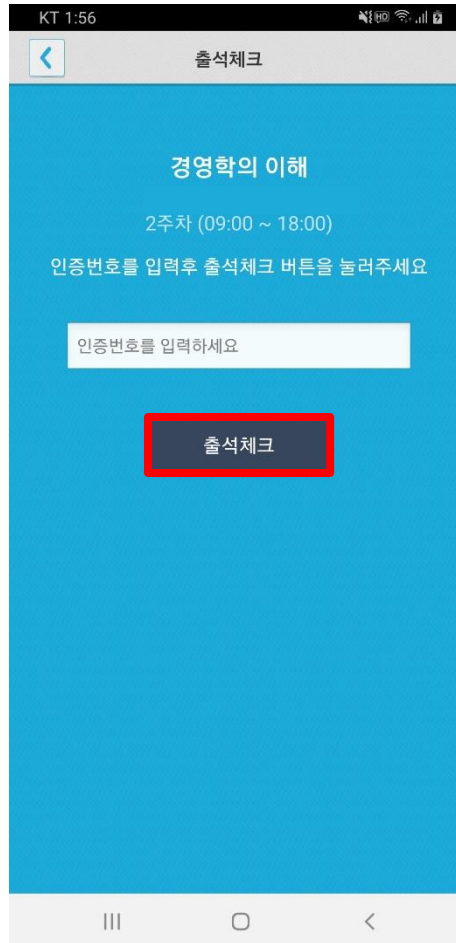 KT 1:56
HD
출석체크
경영학의 이해
2주차 (09:00 ~ 18:00)
인증번호를 입력후 출석체크 버튼을 눌러주세요
인증번호를 입력하세요
출석체크